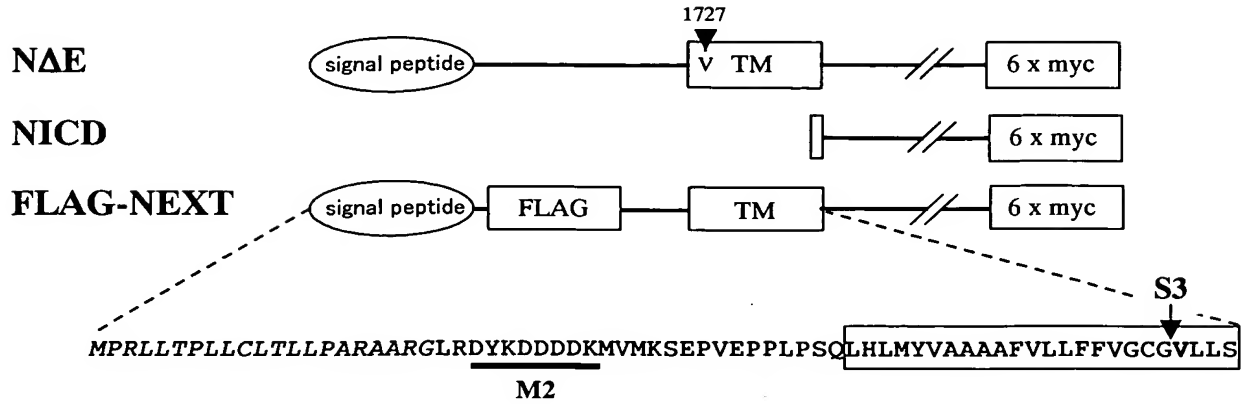 1727
NΔE signal peptide V TM 6 x myc
NICD 6 x myc
FLAG-NEXT signal peptide FLAG TM 6 x myc
S3
MPRLLTPLLCLTLLPARAARGLRDYKDDDDKMVMKSEPVEPPLPSQLHLMYVAAAAFVLLFFVGCGVLLS
M2